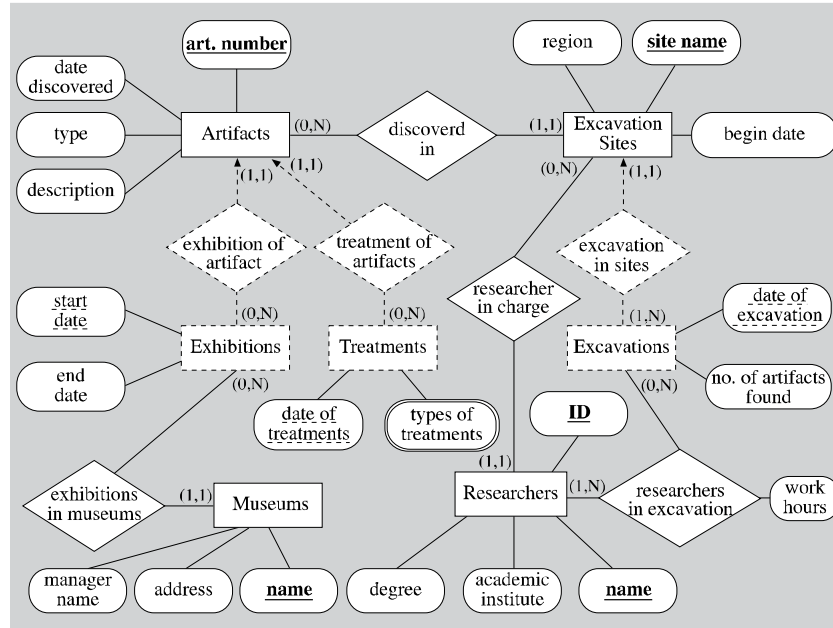 art. number
region
site name
date
discovered
type
description
Artifacts
(0,N)
discoverd
in
(1,1)
Excavation
Sites
begin date
(1,1)
(1,1)
(0,N)
(1,1)
exhibition of
artifact
treatment of
artifacts
excavation
in sites
researcher
in charge
start
date
end
date
(0,N)
Exhibitions
(0,N)
(0,N)
Treatments
(1,N)
Excavations
(0,N)
date of
excavation
no. of artifacts
found
date of
treatments
types of
treatments
ID
exhibitions
in museums
(1,1)
Museums
(1,1)
Researchers
(1,N)
researchers
in excavation
work
hours
manager
name
address
name
degree
academic
institute
name